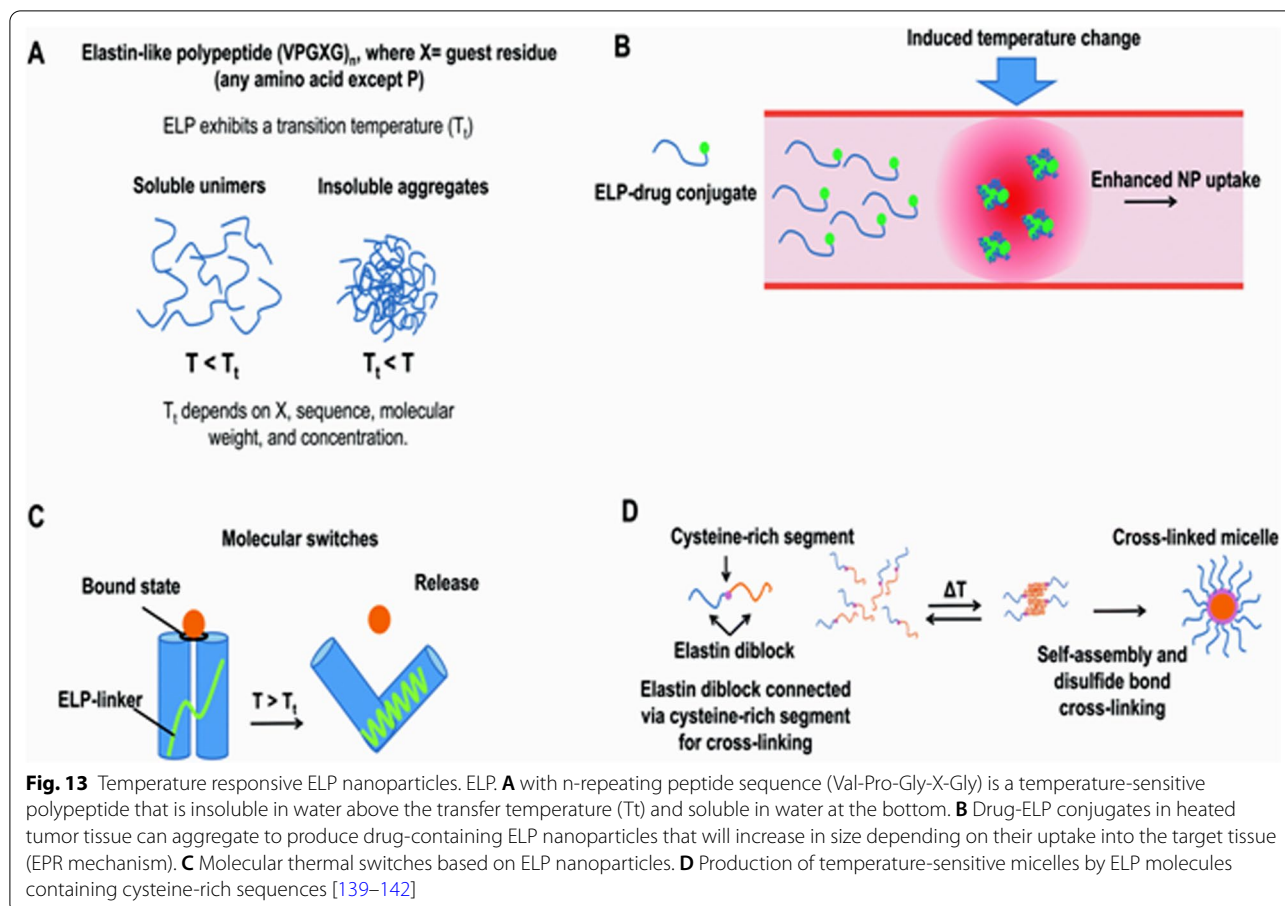 A
Elastin-like polypeptide (VPGXG)n, where X= guest residue
(any amino acid except P)
ELP exhibits a transition temperature (Tt)
Soluble unimers
Insoluble aggregates
T < Tt
Tt < T
Tt depends on X, sequence, molecular
weight, and concentration.
B
Induced temperature change
ELP-drug conjugate
Enhanced NP uptake
C
Molecular switches
Bound state
Release
ELP-linker
T > Tt
D
Cysteine-rich segment
Cross-linked micelle
ΔT
Elastin diblock
Self-assembly and
disulfide bond
cross-linking
Elastin diblock connected
via cysteine-rich segment
for cross-linking
Fig. 13 Temperature responsive ELP nanoparticles. ELP. A with n-repeating peptide sequence (Val-Pro-Gly-X-Gly) is a temperature-sensitive
polypeptide that is insoluble in water above the transfer temperature (Tt) and soluble in water at the bottom. B Drug-ELP conjugates in heated
tumor tissue can aggregate to produce drug-containing ELP nanoparticles that will increase in size depending on their uptake into the target tissue
(EPR mechanism). C Molecular thermal switches based on ELP nanoparticles. D Production of temperature-sensitive micelles by ELP molecules
containing cysteine-rich sequences [139–142]